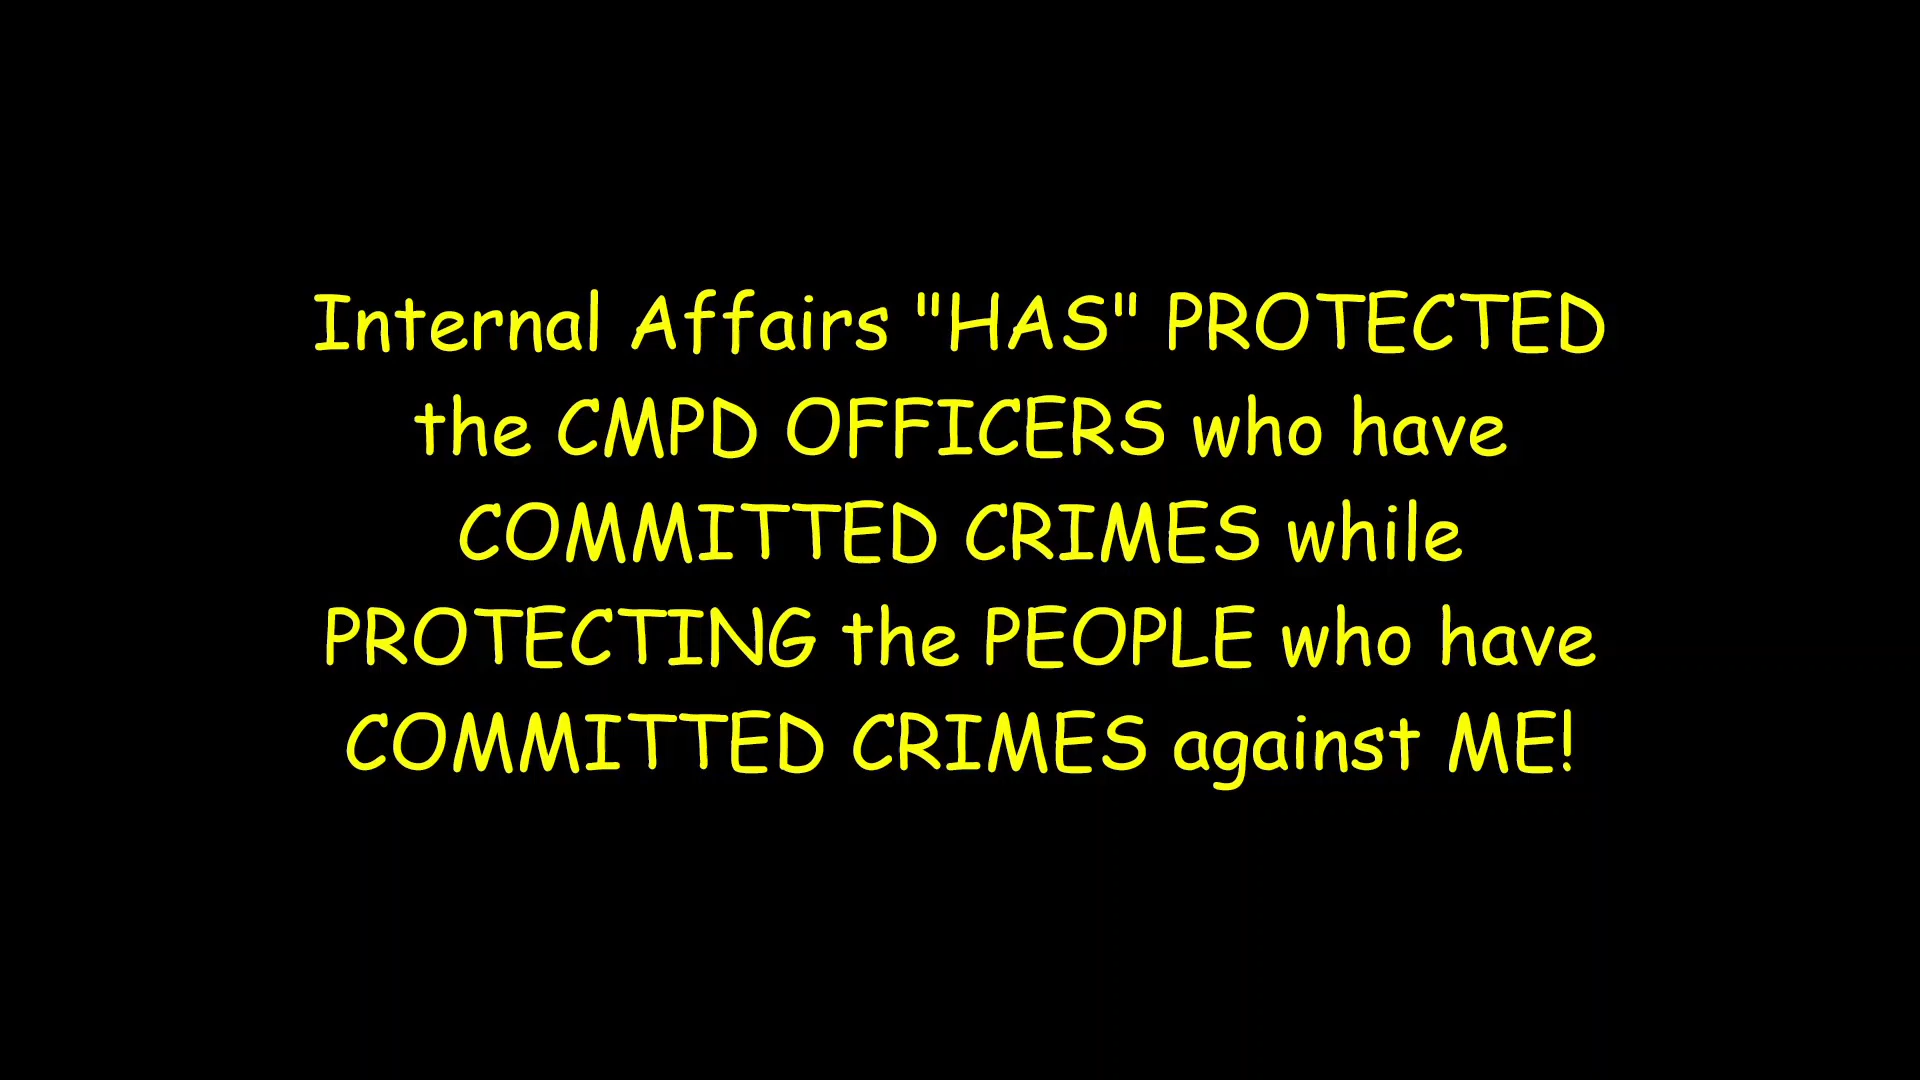 Internal Affairs "HAS" PROTECTED
the CMPD OFFICERS who have
COMMITTED CRIMES while
PROTECTING the PEOPLE who have
COMMITTED CRIMES against ME!